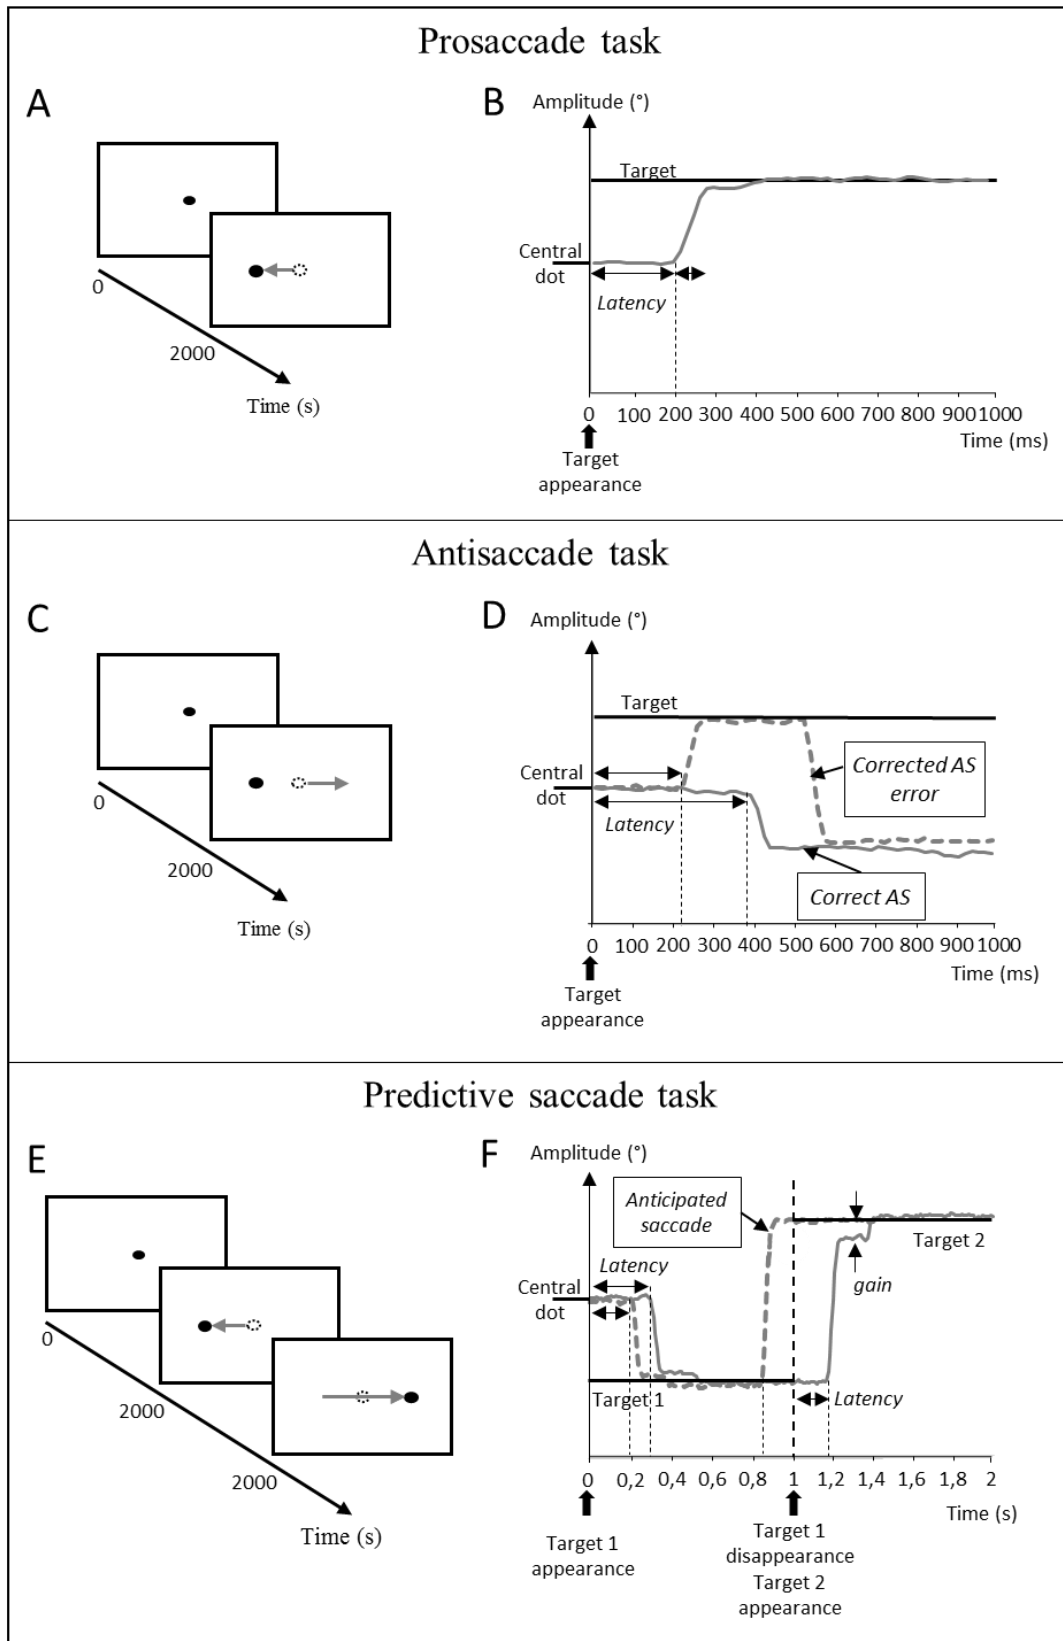 Prosaccade task
A
0
2000
Time (s)
B
Amplitude (°)
Target
Central
dot
Latency
0 100 200 300 400 500 600 700 800 900 1000
Time (ms)
Target
appearance
Antisaccade task
C
0
2000
Time (s)
D
Amplitude (°)
Target
Central
dot
Latency
Corrected AS
error
Correct AS
0 100 200 300 400 500 600 700 800 900 1000
Time (ms)
Target
appearance
Predictive saccade task
E
0
2000
2000
Time (s)
F
Amplitude (°)
Anticipated
saccade
Target 2
Latency
gain
Central
dot
Target 1
Latency
0 0,2 0,4 0,6 0,8 1 1,2 1,4 1,6 1,8 2
Time (s)
Target 1
appearance
Target 1
disappearance
Target 2
appearance